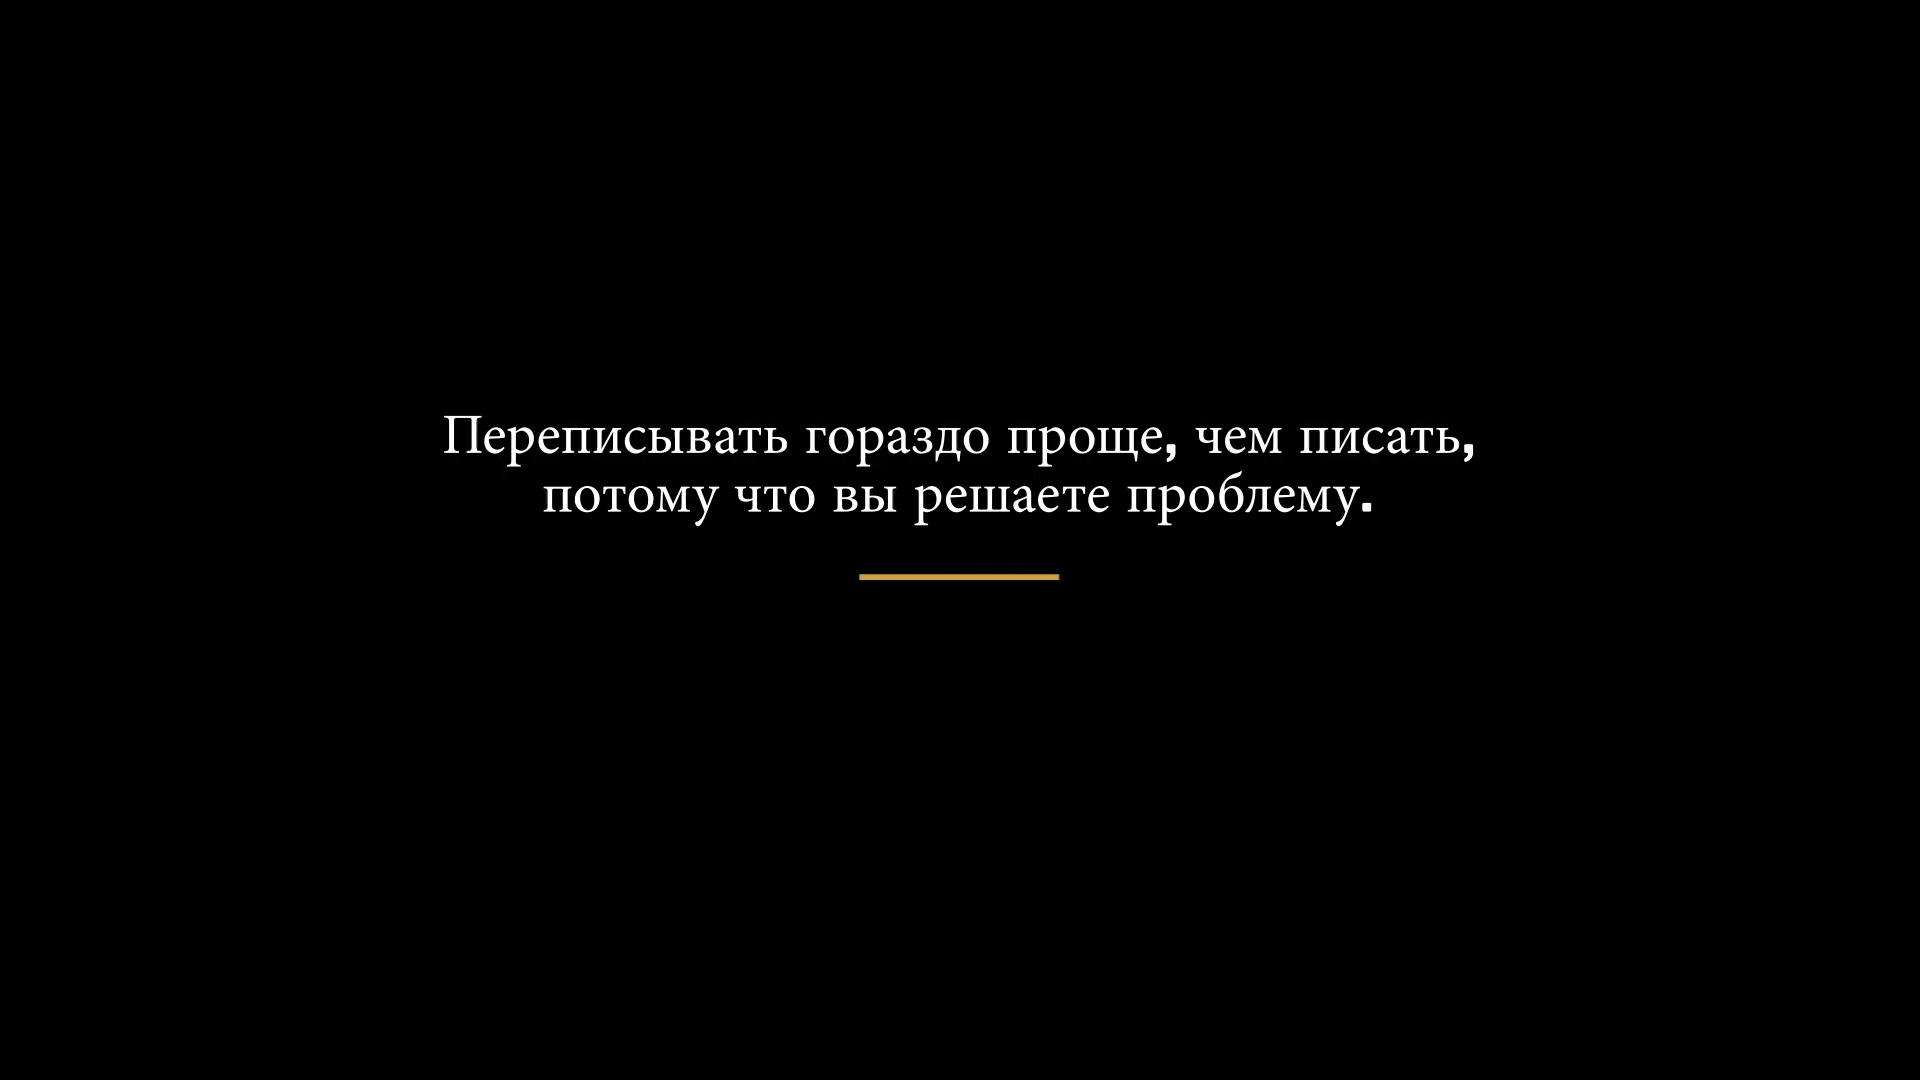 Переписывать гораздо проще, чем писать,
потому что вы решаете проблему.